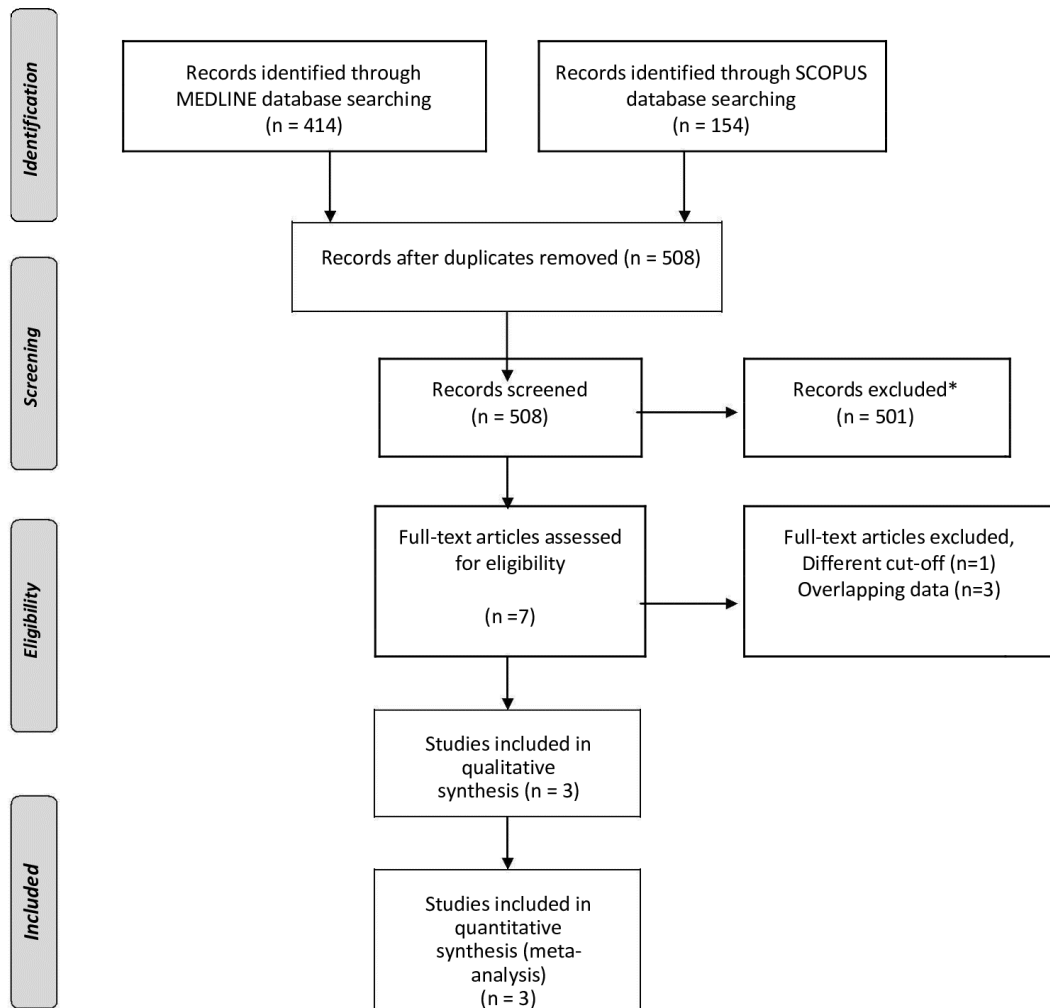 Identification
Records identified through
MEDLINE database searching
(n = 414)
Records identified through SCOPUS
database searching
(n = 154)
Records after duplicates removed (n = 508)
Screening
Records screened
(n = 508)
Records excluded*
(n = 501)
Eligibility
Full-text articles assessed
for eligibility
(n =7)
Full-text articles excluded,
Different cut-off (n=1)
Overlapping data (n=3)
Studies included in
qualitative
synthesis (n = 3)
Included
Studies included in
quantitative
synthesis (meta-
analysis)
(n = 3)